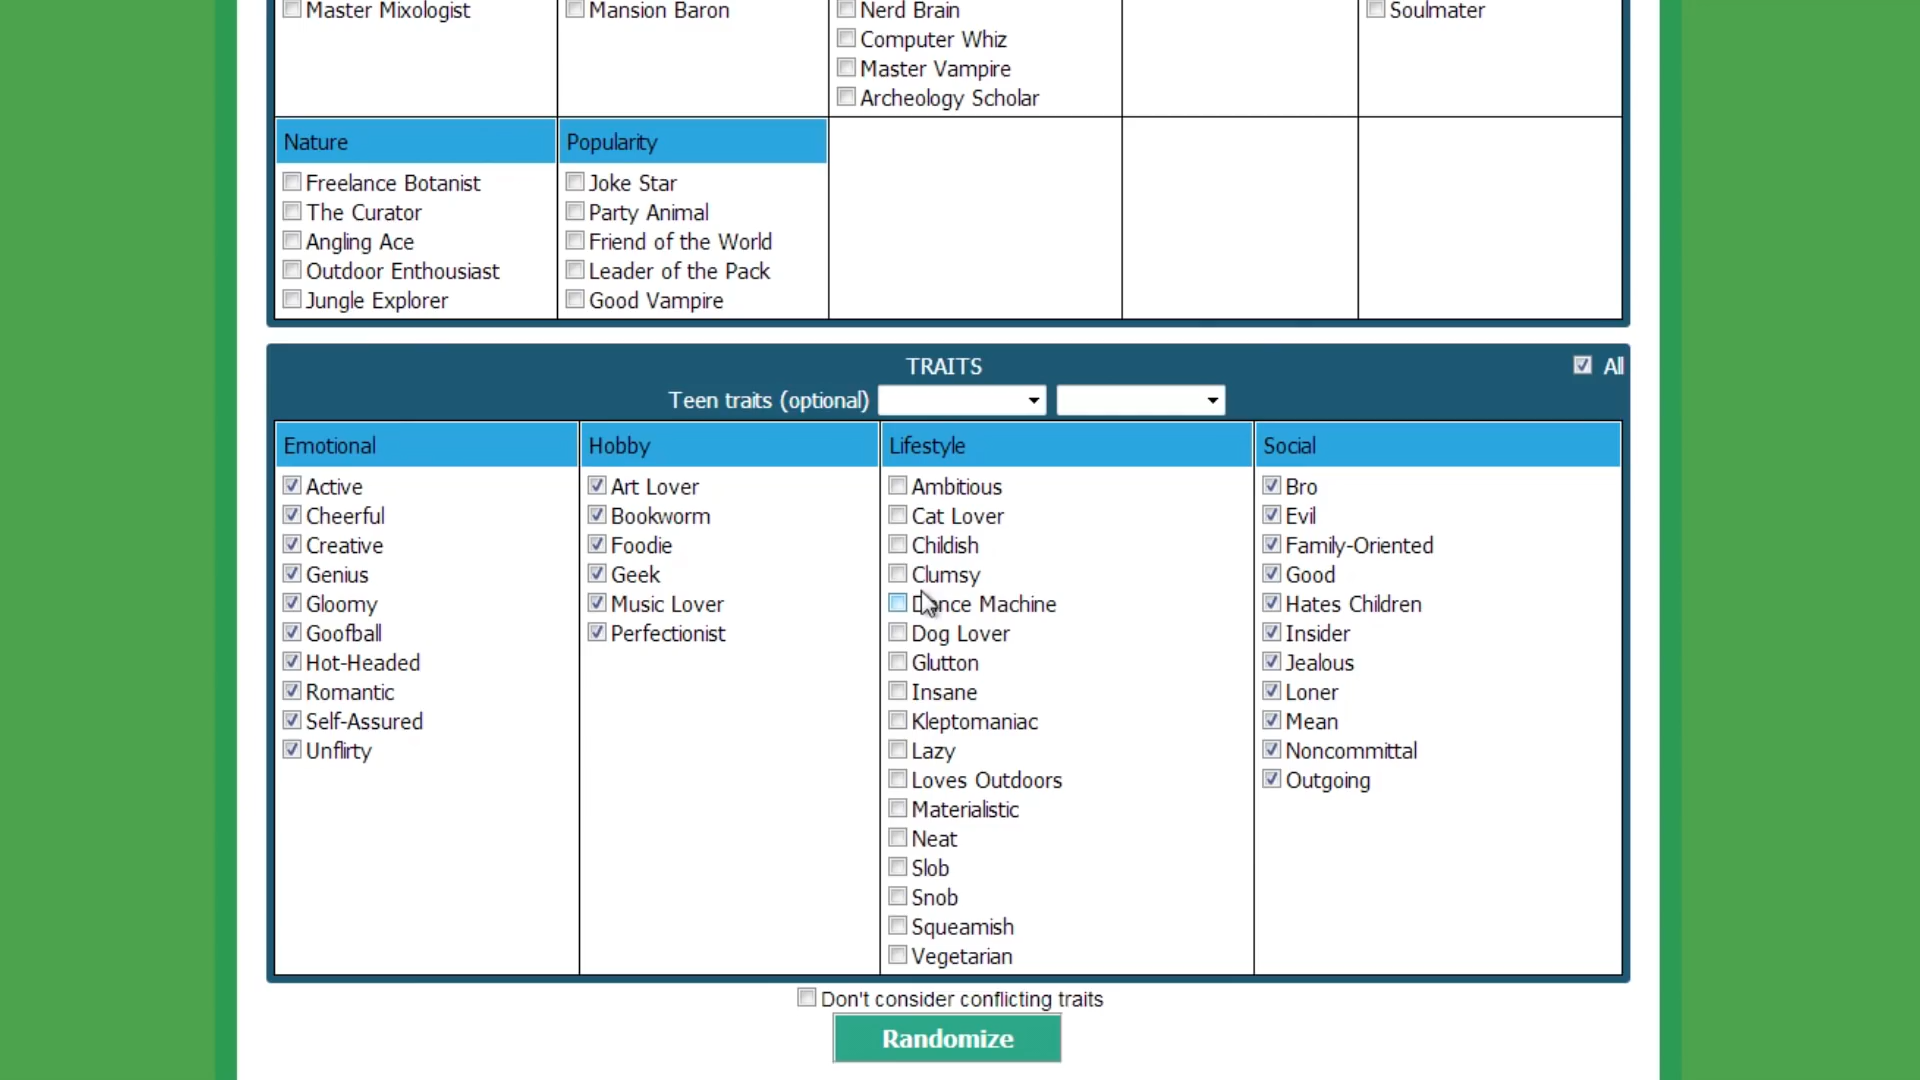 Master Mixologist
Mansion Baron
Nerd Brain
Computer Whiz
Master Vampire
Archeology Scholar
Soulmater
Nature
Freelance Botanist
The Curator
Angling Ace
Outdoor Enthousiast
Jungle Explorer
Popularity
Joke Star
Party Animal
Friend of the World
Leader of the Pack
Good Vampire
TRAITS
All
Teen traits (optional)
Emotional
Active
Cheerful
Creative
Genius
Gloomy
Goofball
Hot-Headed
Romantic
Self-Assured
Unflirty
Hobby
Art Lover
Bookworm
Foodie
Geek
Music Lover
Perfectionist
Lifestyle
Ambitious
Cat Lover
Childish
Clumsy
Dance Machine
Dog Lover
Glutton
Insane
Kleptomaniac
Lazy
Loves Outdoors
Materialistic
Neat
Slob
Snob
Squeamish
Vegetarian
Social
Bro
Evil
Family-Oriented
Good
Hates Children
Insider
Jealous
Loner
Mean
Noncommittal
Outgoing
Don't consider conflicting traits
Randomize